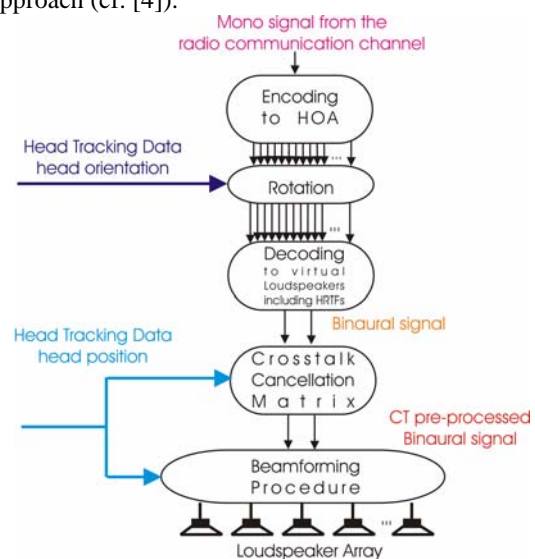 pproach (cf. [4]).
Mono signal from the
radio communication channel
Encoding
to HOA
...
Head Tracking Data
head orientation
Rotation
...
Decoding
to virtual
Loudspeakers
including HRTFs
Binaural signal
Head Tracking Data
head position
Crosstalk
Cancellation
Matrix
CT pre-processed
Binaural signal
Beamforming
Procedure
...
Loudspeaker Array